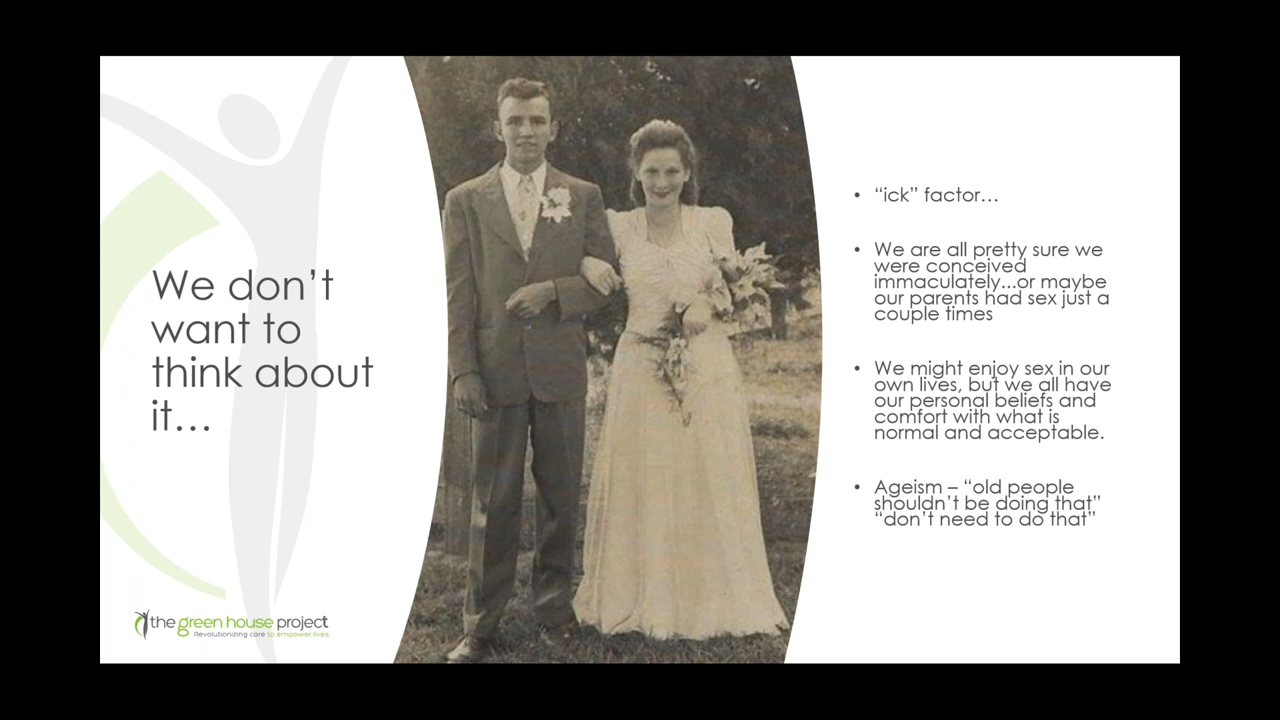 We don’t
want to
think about
it…
• “ick” factor…
• We are all pretty sure we
were conceived
immaculately...or maybe
our parents had sex just a
couple times
• We might enjoy sex in our
own lives, but we all have
our personal beliefs and
comfort with what is
normal and acceptable.
• Ageism – “old people
shouldn’t be doing that”
“don’t need to do that”
the green house project
Revolutionizing care to empower lives